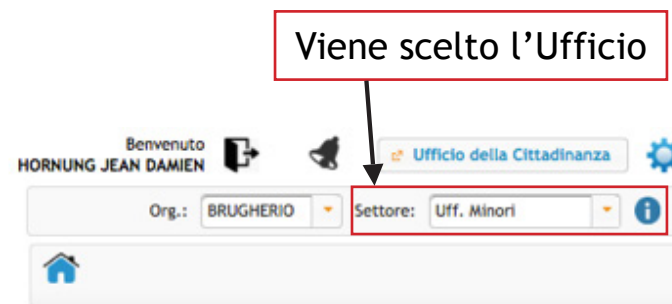 Viene scelto l’Ufficio
Benvenuto
HORNUNG JEAN DAMIEN
Ufficio della Cittadinanza
Org.: BRUGHERIO Settore: Uff. Minori